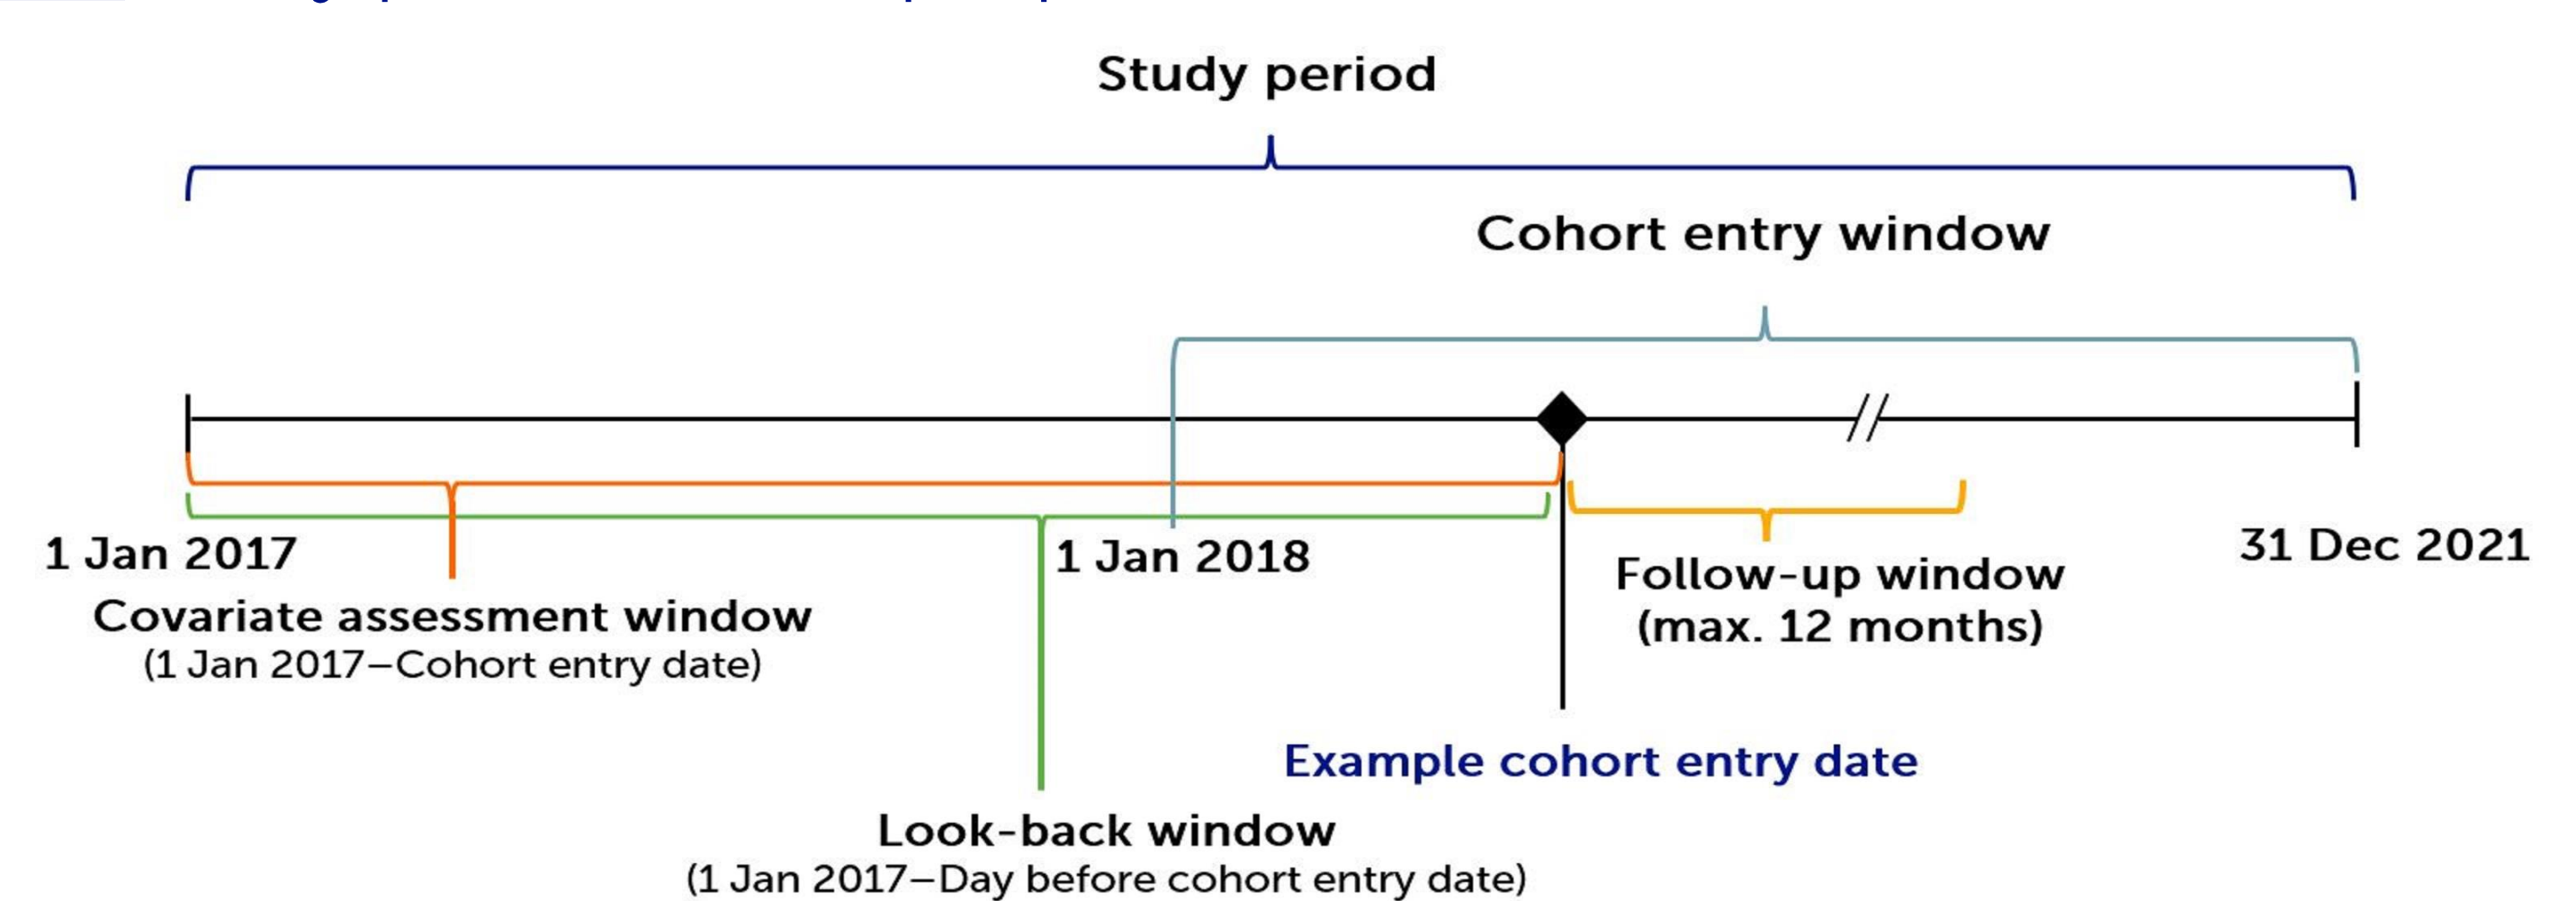 Study period
Cohort entry window
1 Jan 2017
1 Jan 2018
31 Dec 2021
Covariate assessment window
(1 Jan 2017–Cohort entry date)
Follow-up window
(max. 12 months)
Example cohort entry date
Look-back window
(1 Jan 2017–Day before cohort entry date)